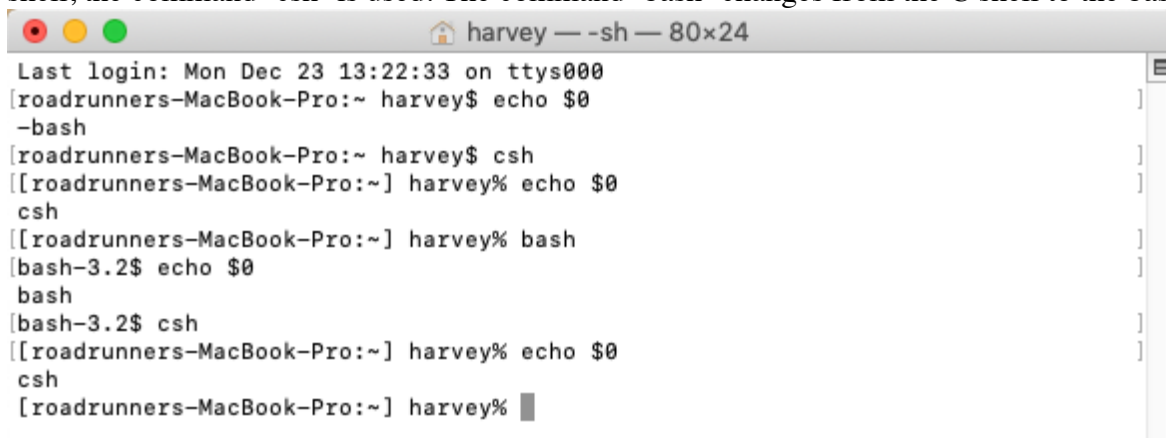 shell, the command "csh" is used. The command "bash" changes from the C shell to the bas
harvey — -sh — 80×24
Last login: Mon Dec 23 13:22:33 on ttys000
[roadrunners-MacBook-Pro:~ harvey$ echo $0 ]
-bash
[roadrunners-MacBook-Pro:~ harvey$ csh ]
[[roadrunners-MacBook-Pro:~] harvey% echo $0 ]
csh
[[roadrunners-MacBook-Pro:~] harvey% bash ]
[bash-3.2$ echo $0 ]
bash
[bash-3.2$ csh ]
[[roadrunners-MacBook-Pro:~] harvey% echo $0 ]
csh
[roadrunners-MacBook-Pro:~] harvey%